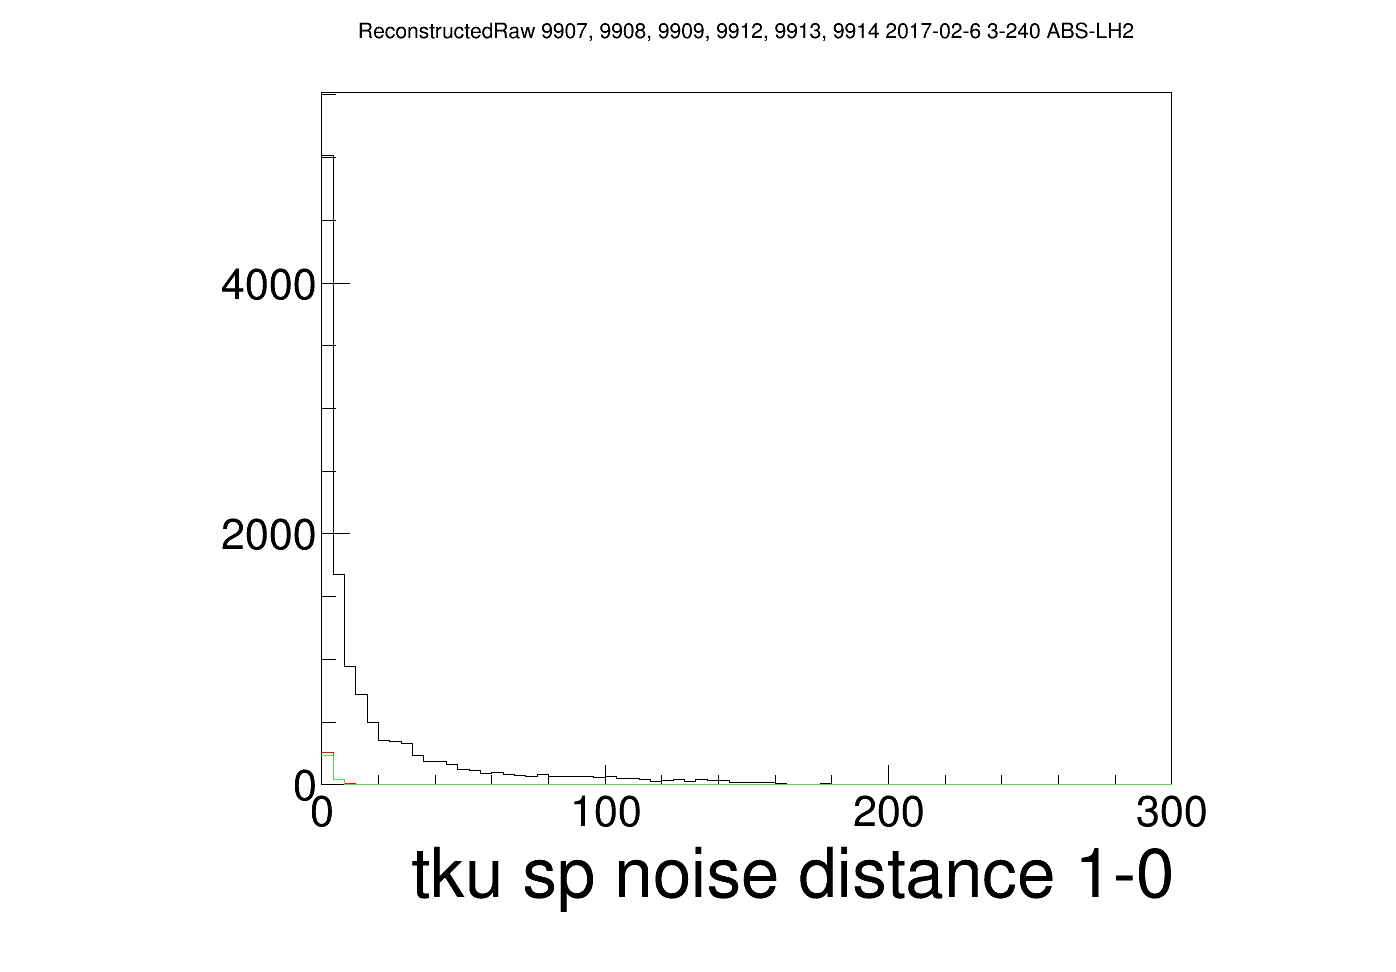 ReconstructedRaw 9907, 9908, 9909, 9912, 9913, 9914 2017-02-6 3-240 ABS-LH2
4000
2000
0
0 100 200 300
tku sp noise distance 1-0